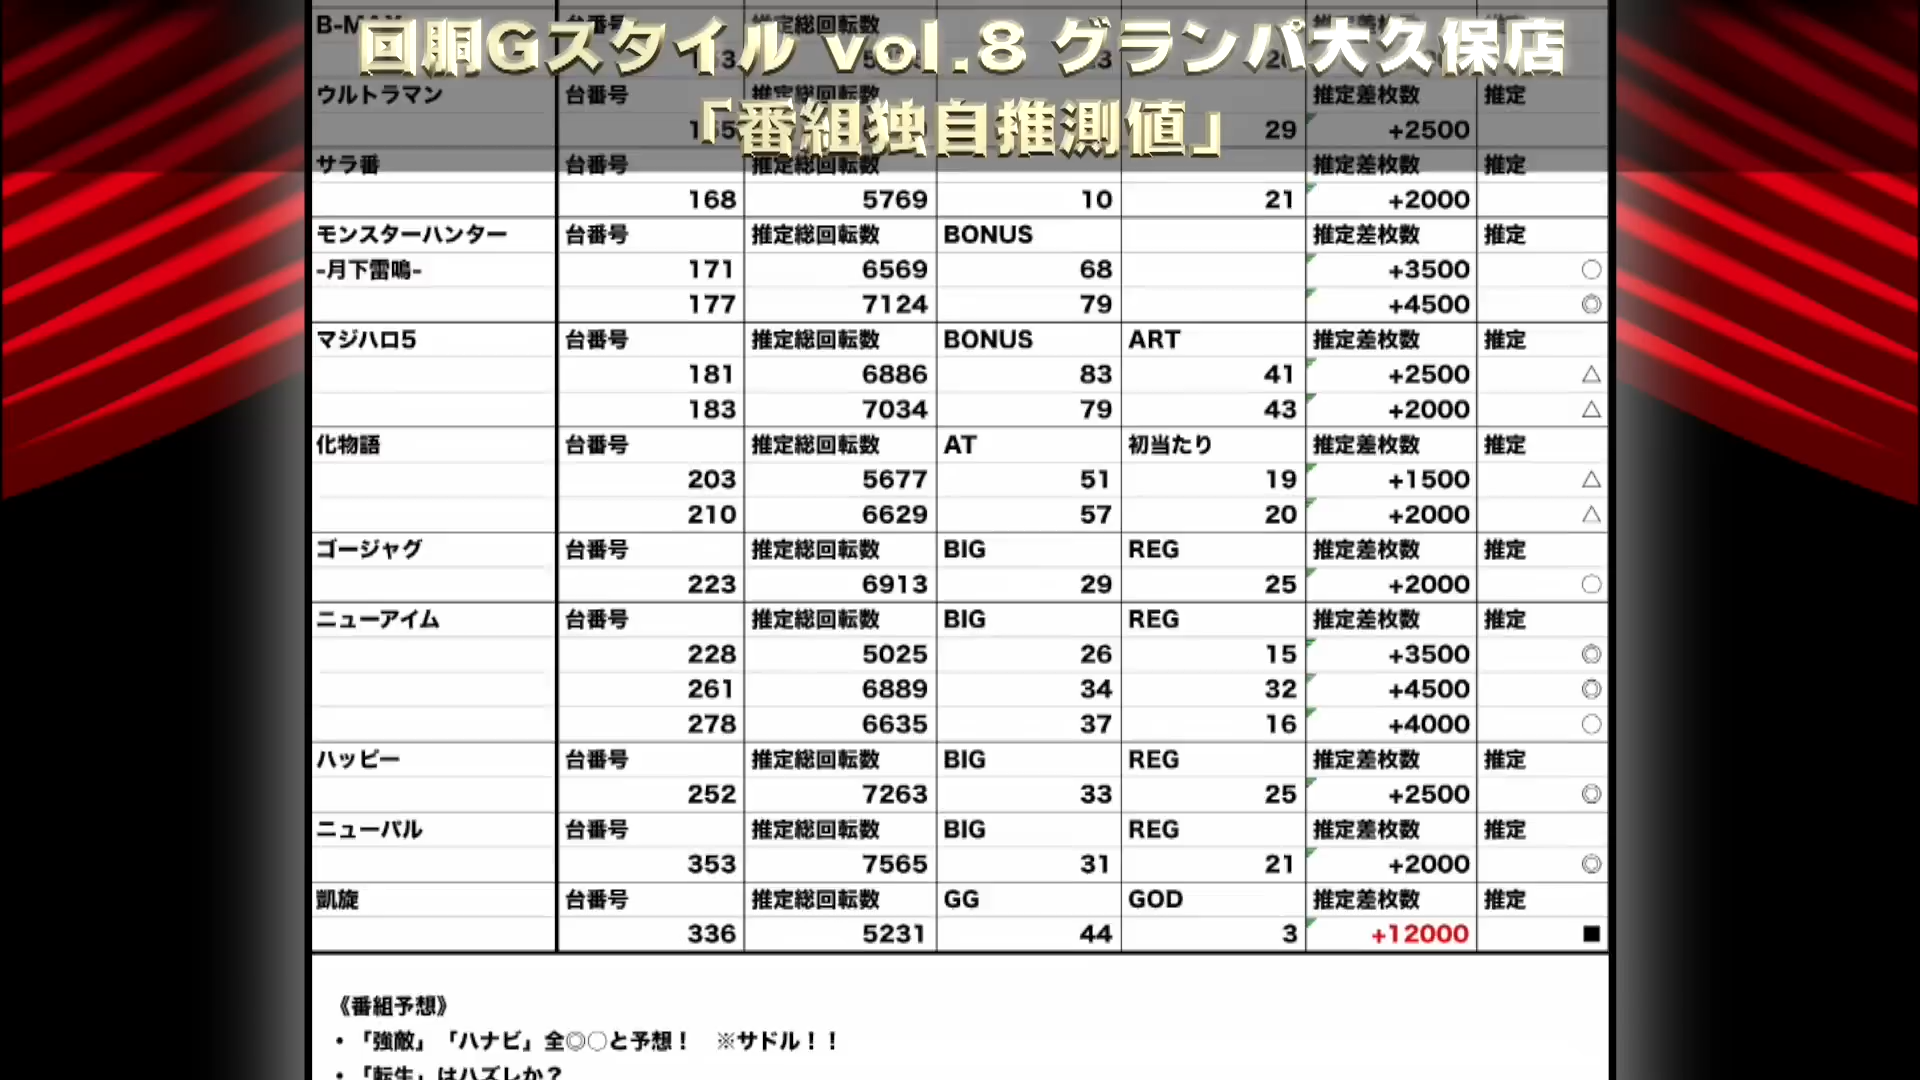 回胴Gスタイル vol.8 グランパ大久保店
「番組独自推測値」
ウルトラマン 台番号 推定総回転数 推定差枚数 推定
29 +2500
サラ番 台番号 推定総回転数 推定差枚数 推定
168 5769 10 21 +2000
モンスターハンター 台番号 推定総回転数 BONUS 推定差枚数 推定
-月下雷鳴- 171 6569 68 +3500 ○
177 7124 79 +4500 ◎
マジハロ5 台番号 推定総回転数 BONUS ART 推定差枚数 推定
181 6886 83 41 +2500 △
183 7034 79 43 +2000 △
化物語 台番号 推定総回転数 AT 初当たり 推定差枚数 推定
203 5677 51 19 +1500 △
210 6629 57 20 +2000 △
ゴージャグ 台番号 推定総回転数 BIG REG 推定差枚数 推定
223 6913 29 25 +2000 ○
ニューアイム 台番号 推定総回転数 BIG REG 推定差枚数 推定
228 5025 26 15 +3500 ◎
261 6889 34 32 +4500 ◎
278 6635 37 16 +4000 ○
ハッピー 台番号 推定総回転数 BIG REG 推定差枚数 推定
252 7263 33 25 +2500 ◎
ニューパル 台番号 推定総回転数 BIG REG 推定差枚数 推定
353 7565 31 21 +2000 ◎
凱旋 台番号 推定総回転数 GG GOD 推定差枚数 推定
336 5231 44 3 +12000 ■
《番組予想》
・「強敵」「ハナビ」全◎○と予想！ ※サドル！！
・「転生」はハズレか？